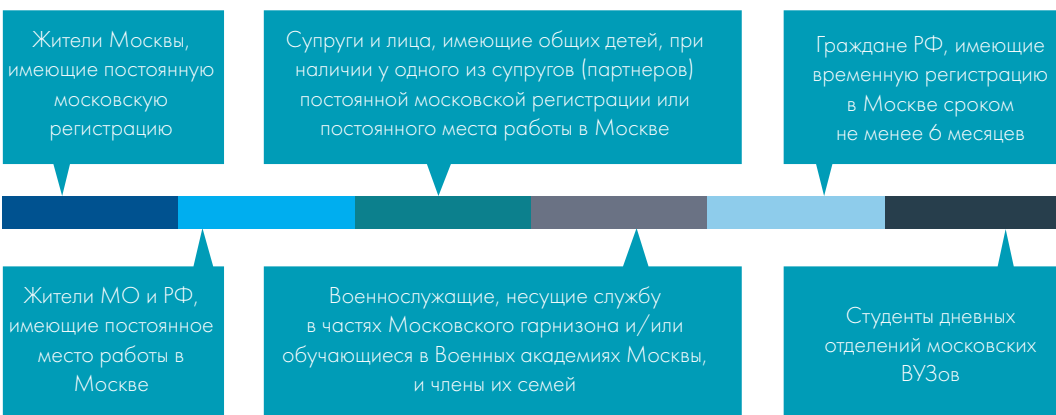 Жители Москвы,
имеющие постоянную
московскую
регистрацию
Супруги и лица, имеющие общих детей, при
наличии у одного из супругов (партнеров)
постоянной московской регистрации или
постоянного места работы в Москве
Граждане РФ, имеющие
временную регистрацию
в Москве сроком
не менее 6 месяцев
Жители МО и РФ,
имеющие постоянное
место работы в
Москве
Военнослужащие, несущие службу
в частях Московского гарнизона и/или
обучающиеся в Военных академиях Москвы,
и члены их семей
Студенты дневных
отделений московских
ВУЗов